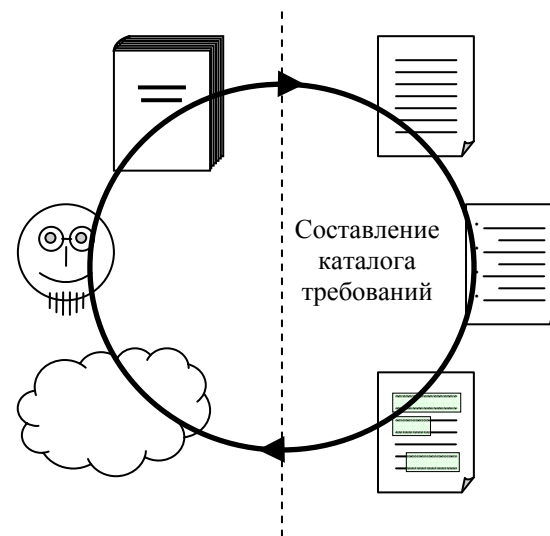 Составление
каталога
требований